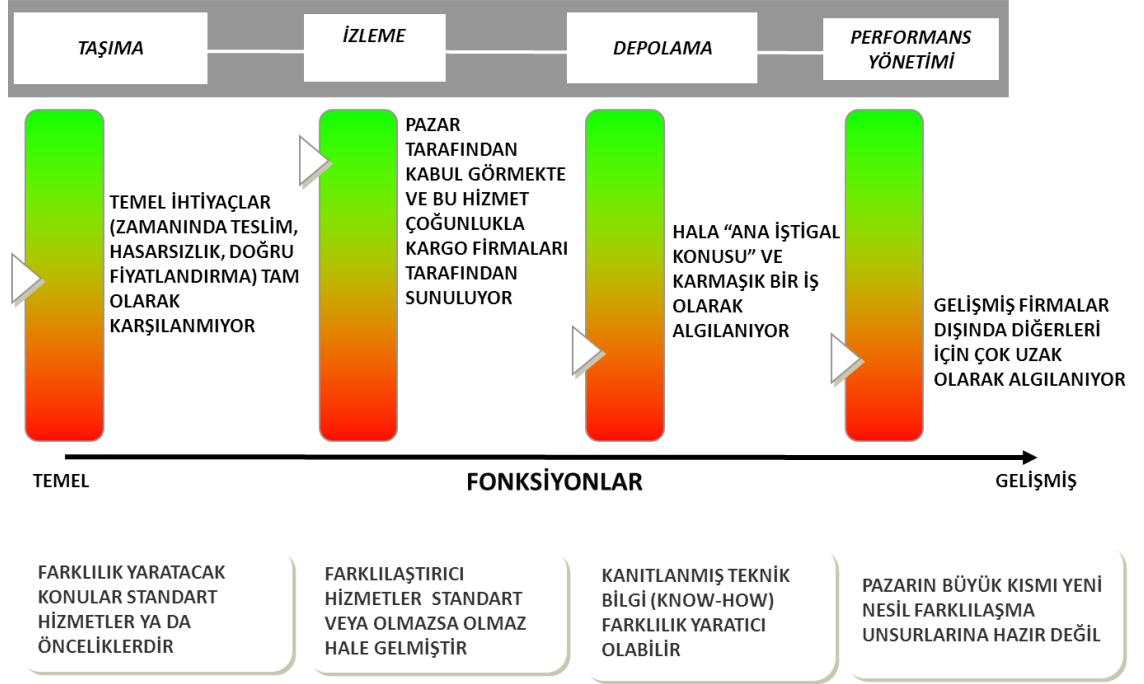 TAŞIMA
İZLEME
DEPOLAMA
PERFORMANS
YÖNETİMİ
TEMEL İHTİYAÇLAR
(ZAMANINDA TESLİM,
HASARSIZLIK, DOĞRU
FİYATLANDIRMA) TAM
OLARAK
KARŞILANMIYOR
PAZAR
TARAFINDAN
KABUL GÖRMEKTE
VE BU HİZMET
ÇOĞUNLUKLA
KARGO FİRMALARI
TARAFINDAN
SUNULUYOR
HALA “ANA İŞTİGAL
KONUSU” VE
KARMAŞIK BİR İŞ
OLARAK
ALGILANIYOR
GELİŞMİŞ FİRMALAR
DIŞINDA DİĞERLERİ
İÇİN ÇOK UZAK
OLARAK ALGILANIYOR
TEMEL
FONKSİYONLAR
GELİŞMİŞ
FARKLILIK YARATACAK
KONULAR STANDART
HİZMETLER YA DA
ÖNCELİKLERDİR
FARKLILAŞTIRICI
HİZMETLER STANDART
VEYA OLMAZSA OLMAZ
HALE GELMİŞTİR
KANITLANMIŞ TEKNİK
BİLGİ (KNOW-HOW)
FARKLILIK YARATICI
OLABİLİR
PAZARIN BÜYÜK KISMI YENİ
NESİL FARKLILAŞMA
UNSURLARINA HAZIR DEĞİL